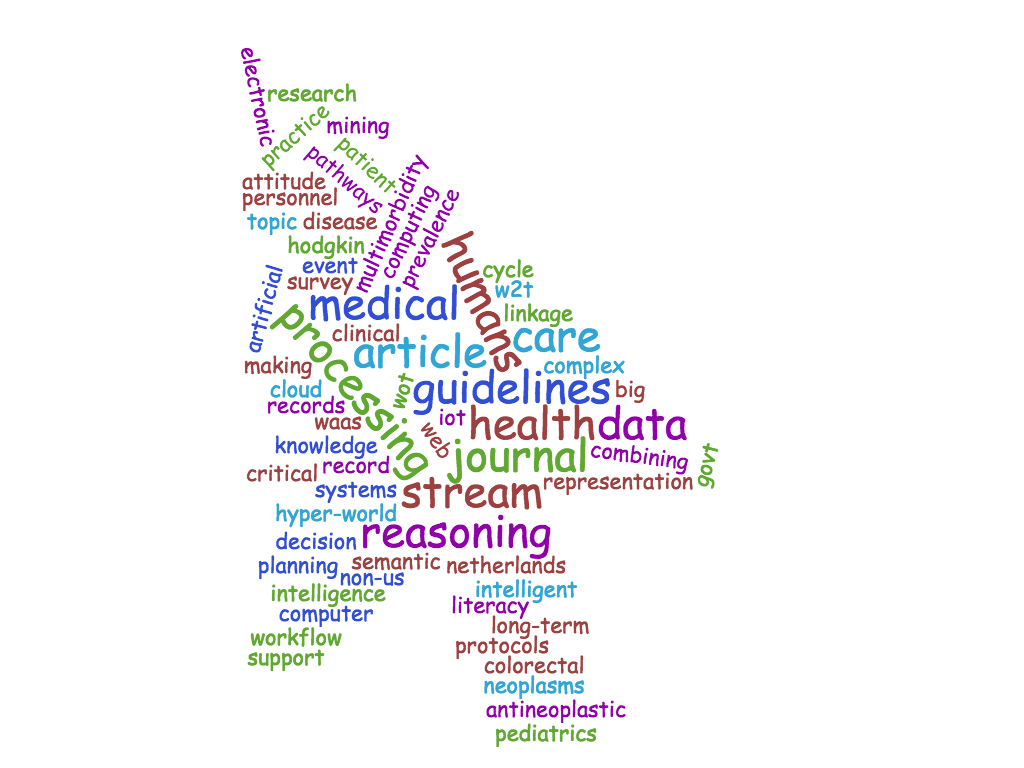 electronic
research
practice
mining
patient
pathways
attitude
personnel
multimorbidity
computing
prevalence
topic disease
hodgkin
humans
event
cycle
survey
w2t
artificial
medical
linkage
processing
clinical
care
article
making
complex
cloud
wot
guidelines
big
records
iot
waas
health
data
web
knowledge
journal
combining
govt
critical
record
representation
systems
stream
hyper-world
reasoning
decision
planning
semantic
netherlands
non-us
intelligence
intelligent
literacy
computer
long-term
workflow
protocols
support
colorectal
neoplasms
antineoplastic
pediatrics